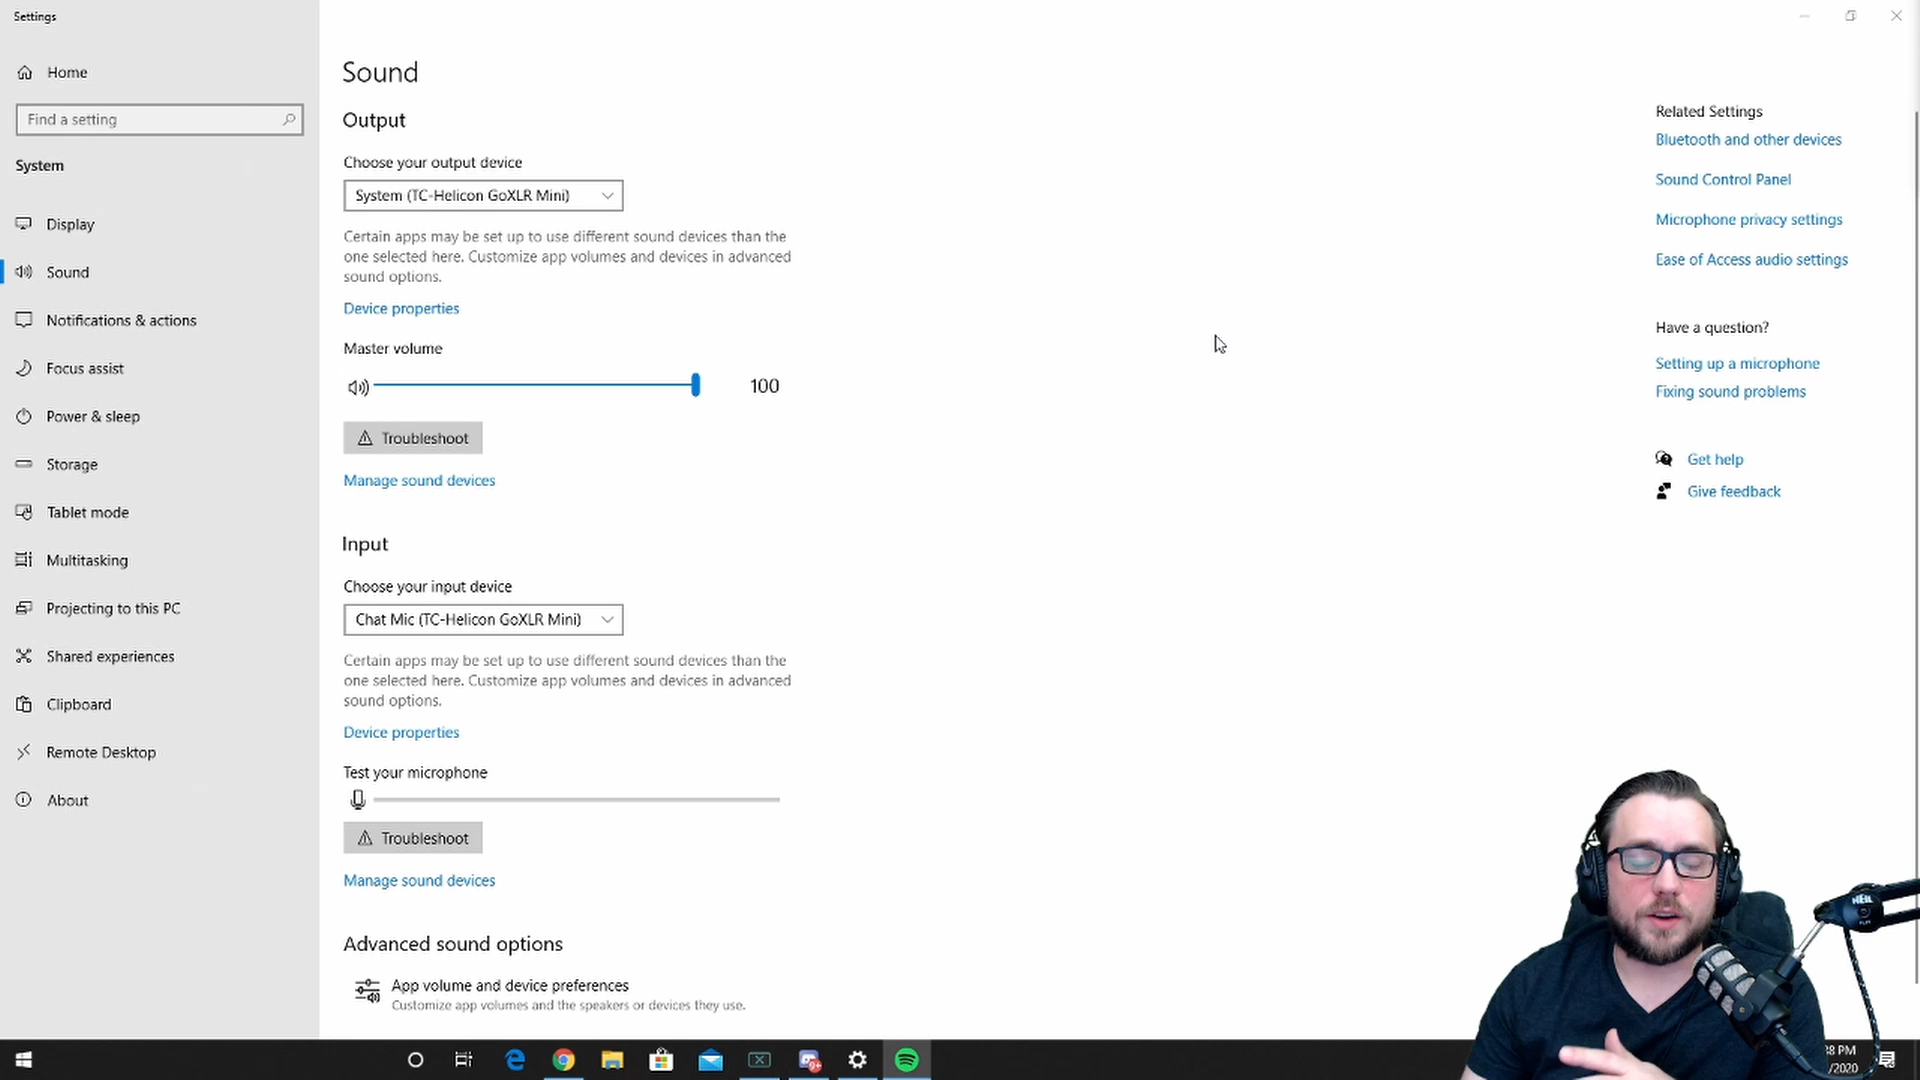 Settings
Home
Find a setting
System
Display
Sound
Notifications & actions
Focus assist
Power & sleep
Storage
Tablet mode
Multitasking
Projecting to this PC
Shared experiences
Clipboard
Remote Desktop
About
Sound
Output
Choose your output device
System (TC-Helicon GoXLR Mini)
Certain apps may be set up to use different sound devices than the
one selected here. Customize app volumes and devices in advanced
sound options.
Device properties
Master volume
100
Troubleshoot
Manage sound devices
Input
Choose your input device
Chat Mic (TC-Helicon GoXLR Mini)
Certain apps may be set up to use different sound devices than the
one selected here. Customize app volumes and devices in advanced
sound options.
Device properties
Test your microphone
Troubleshoot
Manage sound devices
Advanced sound options
App volume and device preferences
Customize app volumes and the speakers or devices they use.
Related Settings
Bluetooth and other devices
Sound Control Panel
Microphone privacy settings
Ease of Access audio settings
Have a question?
Setting up a microphone
Fixing sound problems
Get help
Give feedback
HEIL
9+
38 PM
/2020